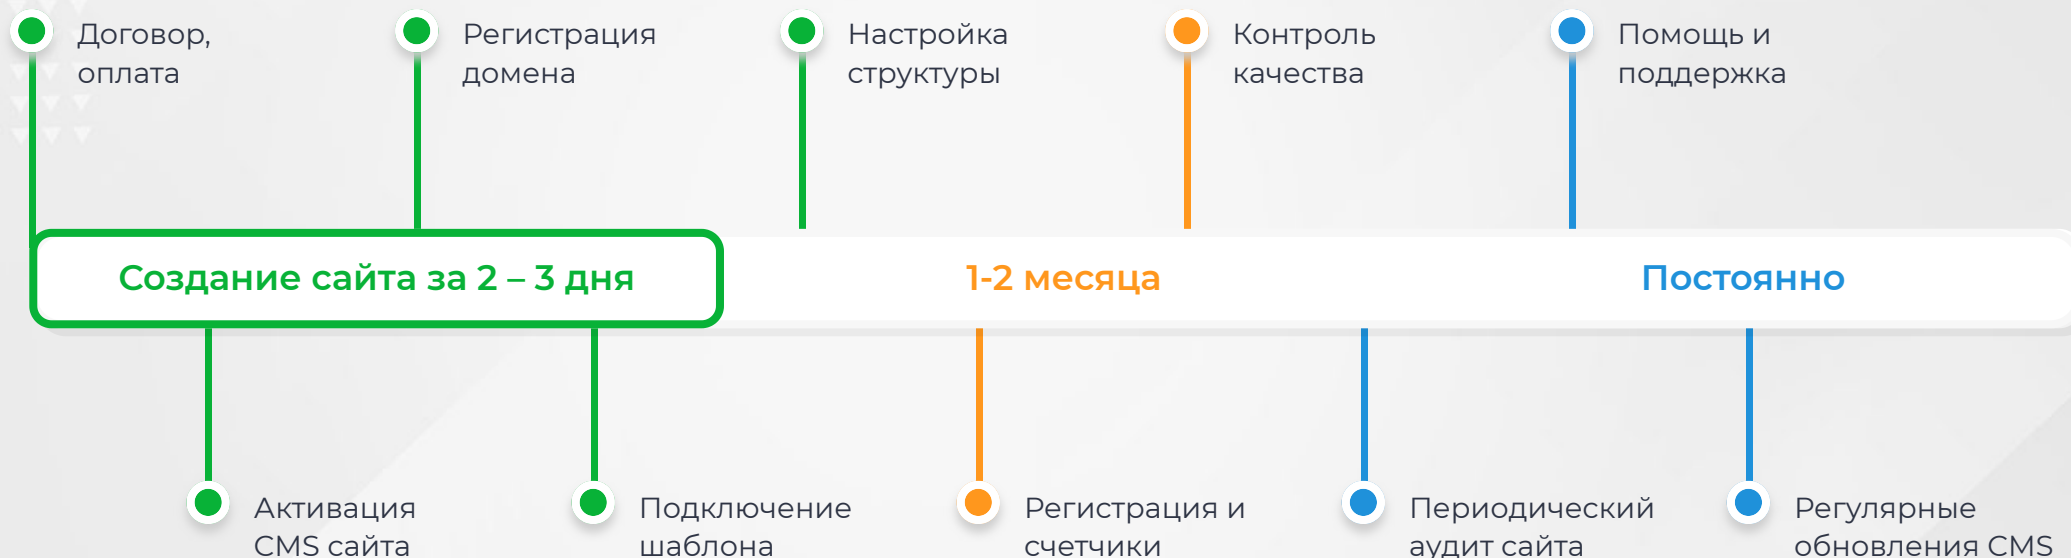 Договор,
оплата
Регистрация
домена
Настройка
структуры
Контроль
качества
Помощь и
поддержка
Создание сайта за 2 – 3 дня
1-2 месяца
Постоянно
Активация
CMS сайта
Подключение
шаблона
Регистрация и
счетчики
Периодический
аудит сайта
Регулярные
обновления CMS